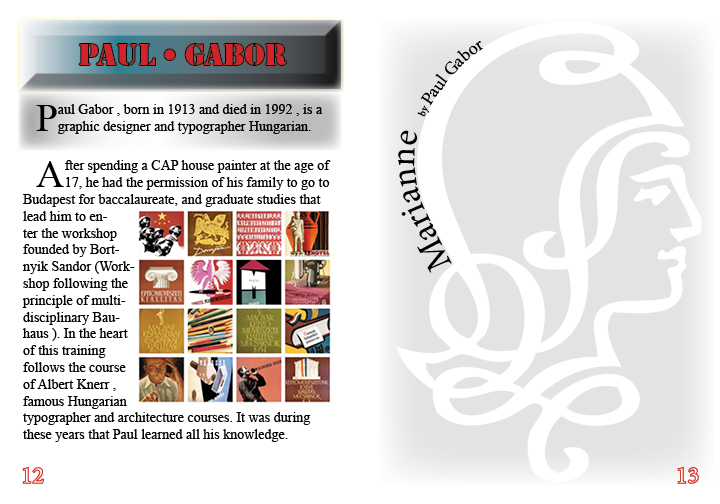 PAUL • GABOR
Paul Gabor , born in 1913 and died in 1992 , is a
graphic designer and typographer Hungarian.
After spending a CAP house painter at the age of
17, he had the permission of his family to go to
Budapest for baccalaureate, and graduate studies that
lead him to en-
ter the workshop
founded by Bort-
nyik Sandor (Work-
shop following the
principle of multi-
disciplinary Bau-
haus ). In the heart
of this training
follows the course
of Albert Knerr ,
famous Hungarian
typographer and architecture courses. It was during
these years that Paul learned all his knowledge.
12
Marianne
by Paul Gabor
13